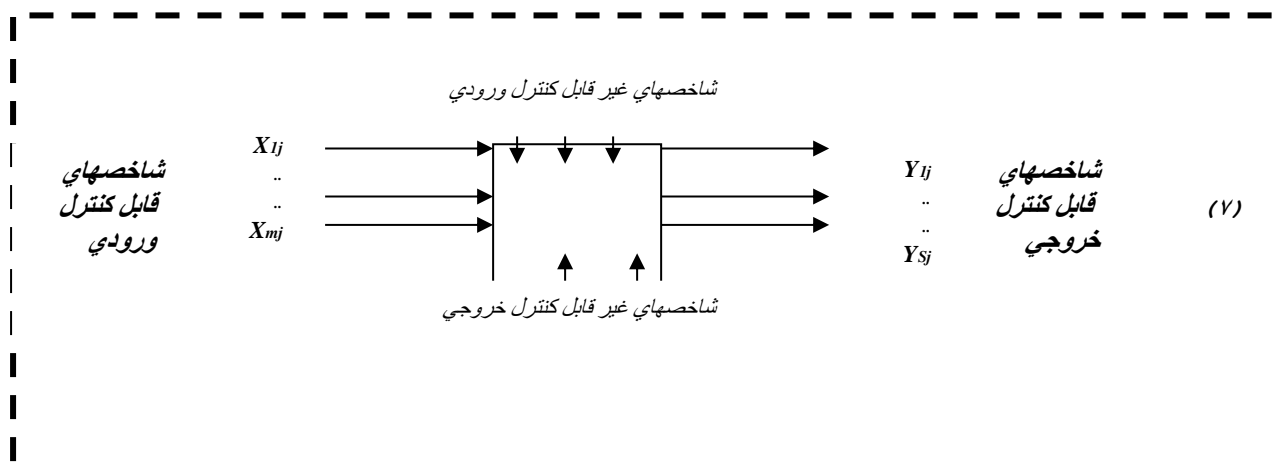 شاخصهاي غير قابل كنترل ورودي
(٧)
شاخصهاي
قابل كنترل
خروجي
Y1j
..
..
YSj
X1j
..
..
Xmj
شاخصهاي
قابل كنترل
ورودي
شاخصهاي غير قابل كنترل خروجي